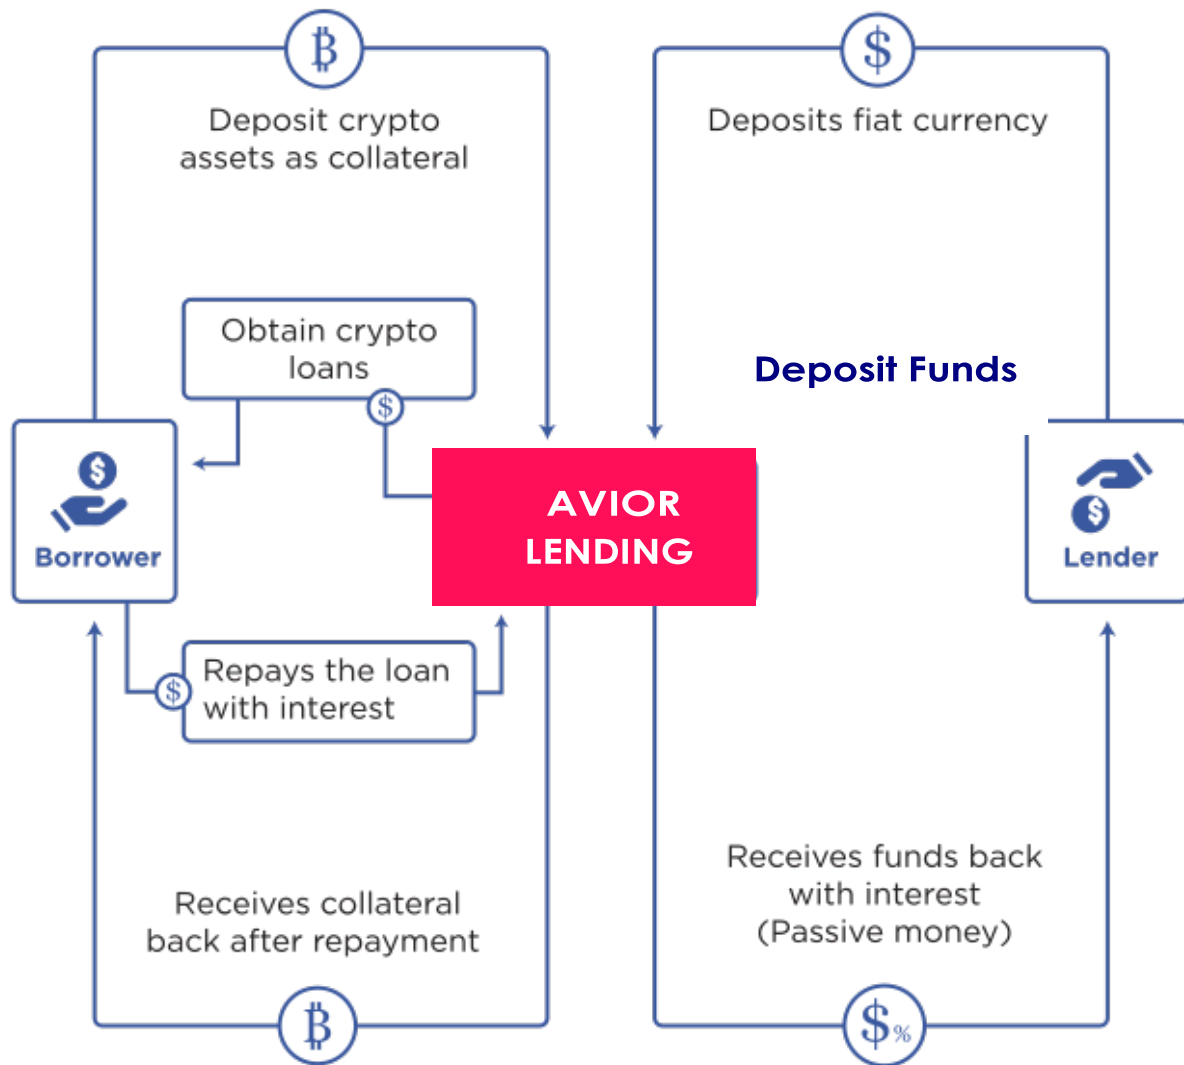 ₿
$
Deposit crypto
assets as collateral
Deposits fiat currency
Obtain crypto
loans
$
Deposit Funds
$
Borrower
AVIOR
LENDING
$
Lender
$
Repays the loan
with interest
Receives collateral
back after repayment
Receives funds back
with interest
(Passive money)
₿
$%